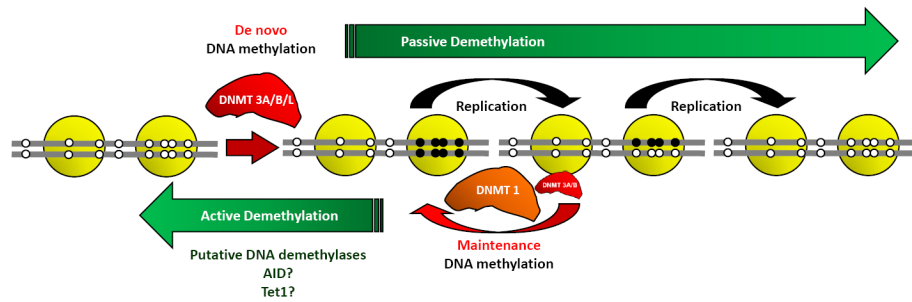 De novo
DNA methylation
Passive Demethylation
DNMT 3A/B/L
Replication
Replication
DNMT 1
DNMT 3A/B
Active Demethylation
Maintenance
DNA methylation
Putative DNA demethylases
AID?
Tet1?